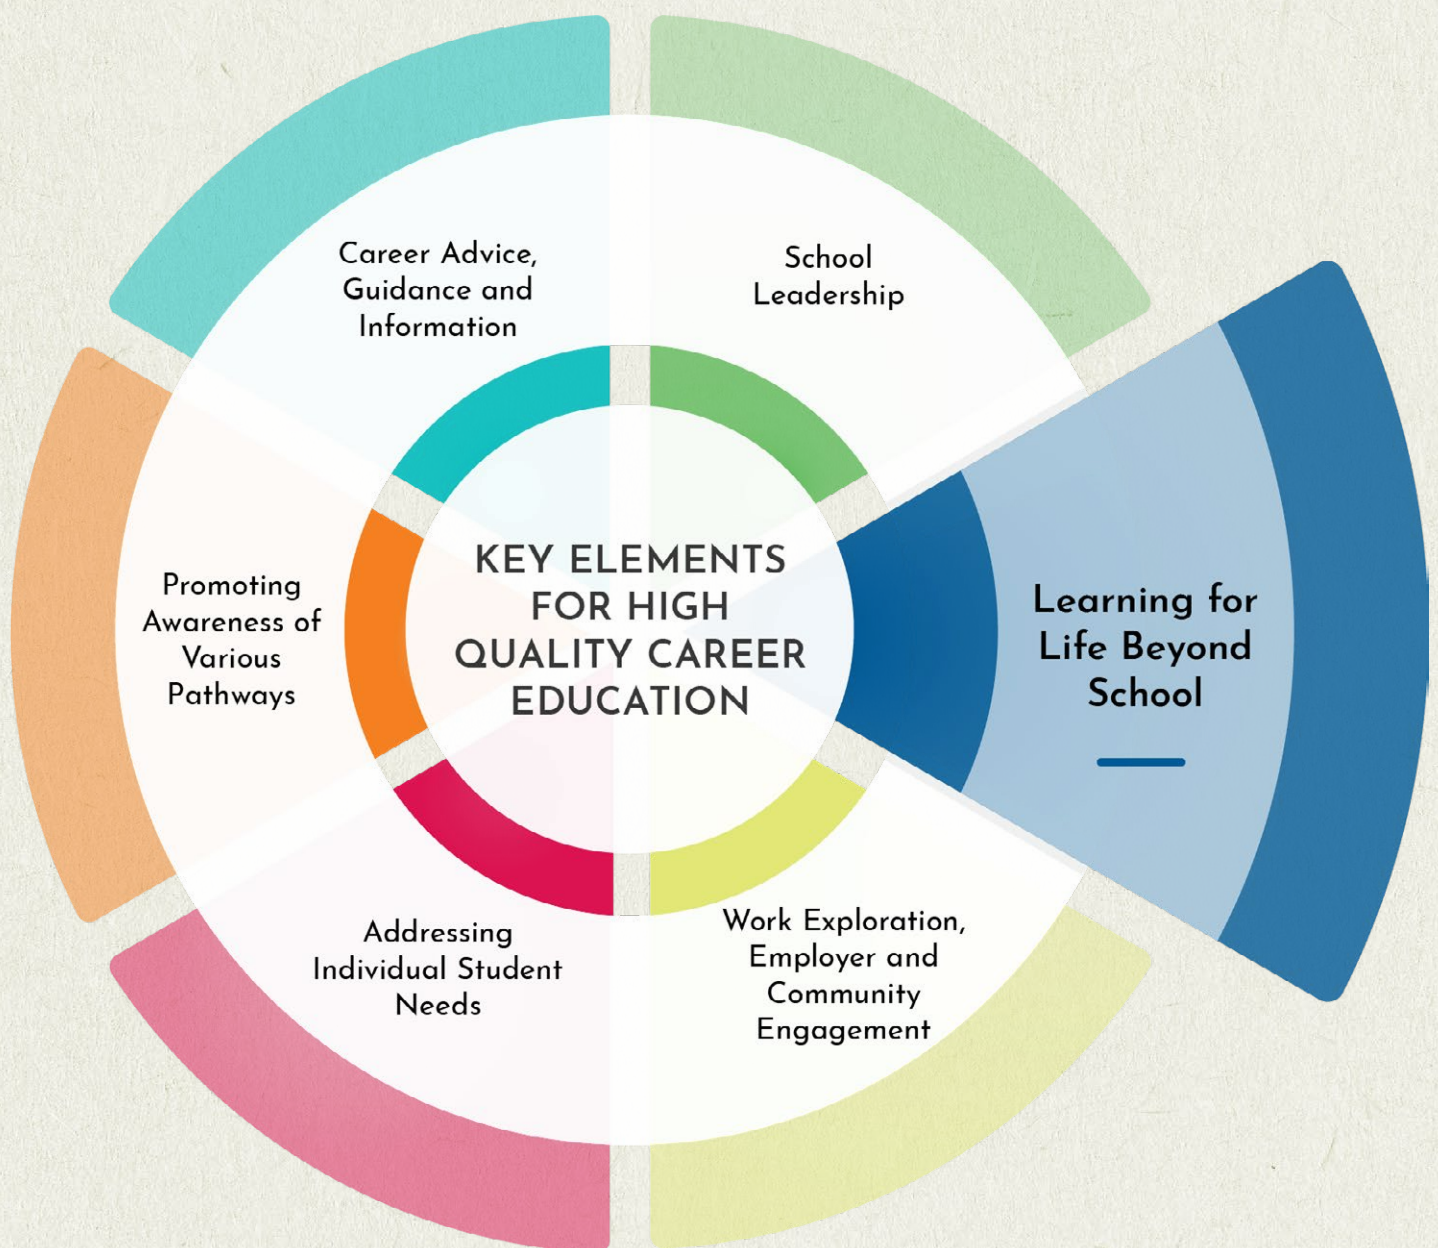 Career Advice,
Guidance and
Information
School
Leadership
Promoting
Awareness of
Various
Pathways
KEY ELEMENTS
FOR HIGH
QUALITY CAREER
EDUCATION
Learning for
Life Beyond
School
Addressing
Individual Student
Needs
Work Exploration,
Employer and
Community
Engagement